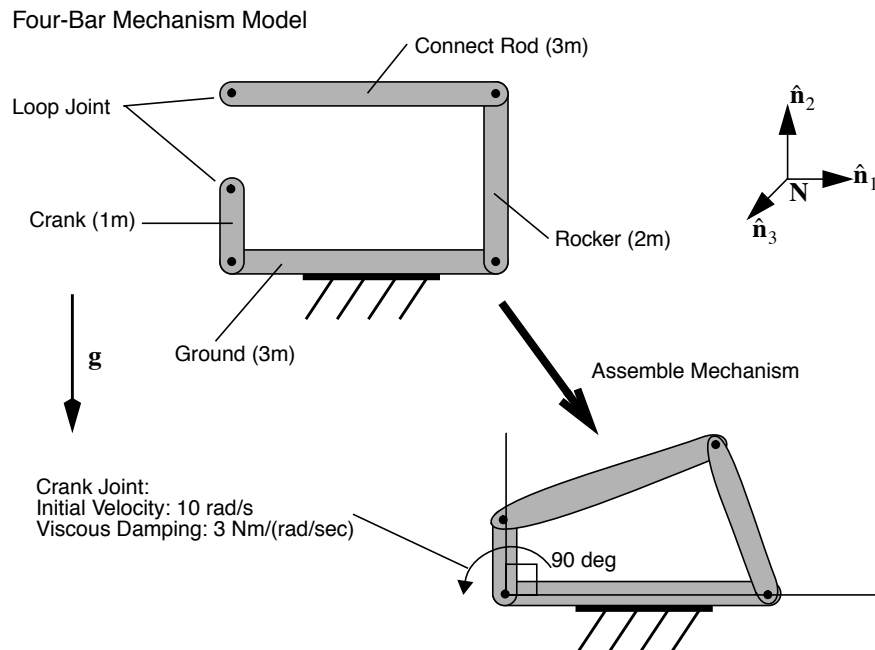 Four-Bar Mechanism Model
Connect Rod (3m)
Loop Joint
n̂₂
N
n̂₁
n̂₃
Crank (1m)
Rocker (2m)
Ground (3m)
g
Assemble Mechanism
Crank Joint:
Initial Velocity: 10 rad/s
Viscous Damping: 3 Nm/(rad/sec)
90 deg